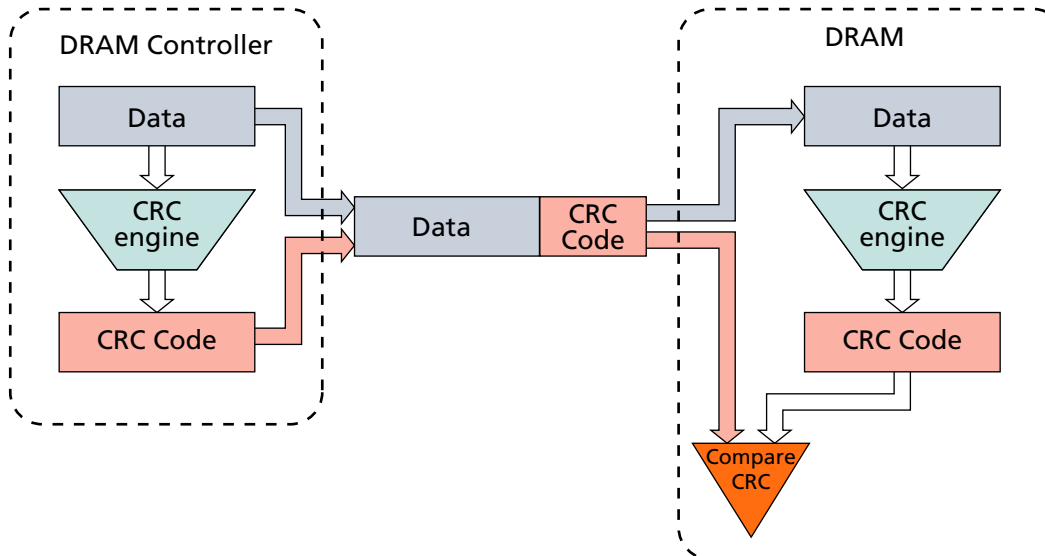 DRAM Controller
Data
CRC
engine
CRC Code
Data
CRC
Code
DRAM
Data
CRC
engine
CRC Code
Compare
CRC